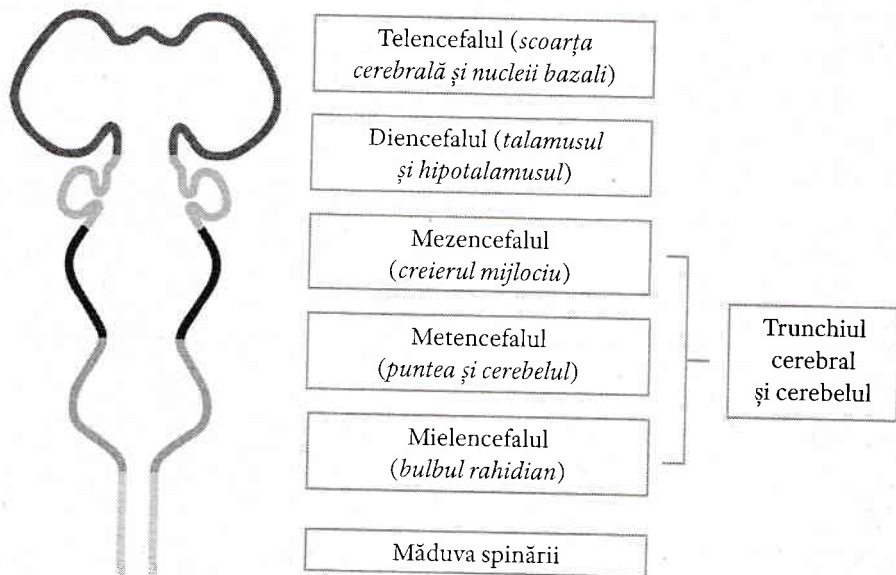 Telencefalul (scoarța
cerebrală și nucleii bazali)
Diencefalul (talamusul
și hipotalamusul)
Mezencefalul
(creierul mijlociu)
Metencefalul
(puntea și cerebelul)
Mielencefalul
(bulbul rahidian)
Trunchiul
cerebral
și cerebelul
Măduva spinării